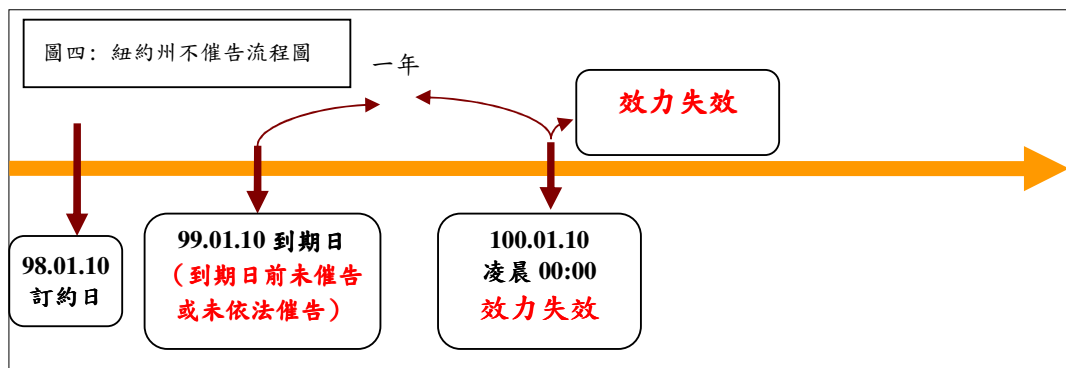 圖四：紐約州不催告流程圖
一年
效力失效
98.01.10
訂約日
99.01.10 到期日
（到期日前未催告
或未依法催告）
100.01.10
凌晨 00:00
效力失效